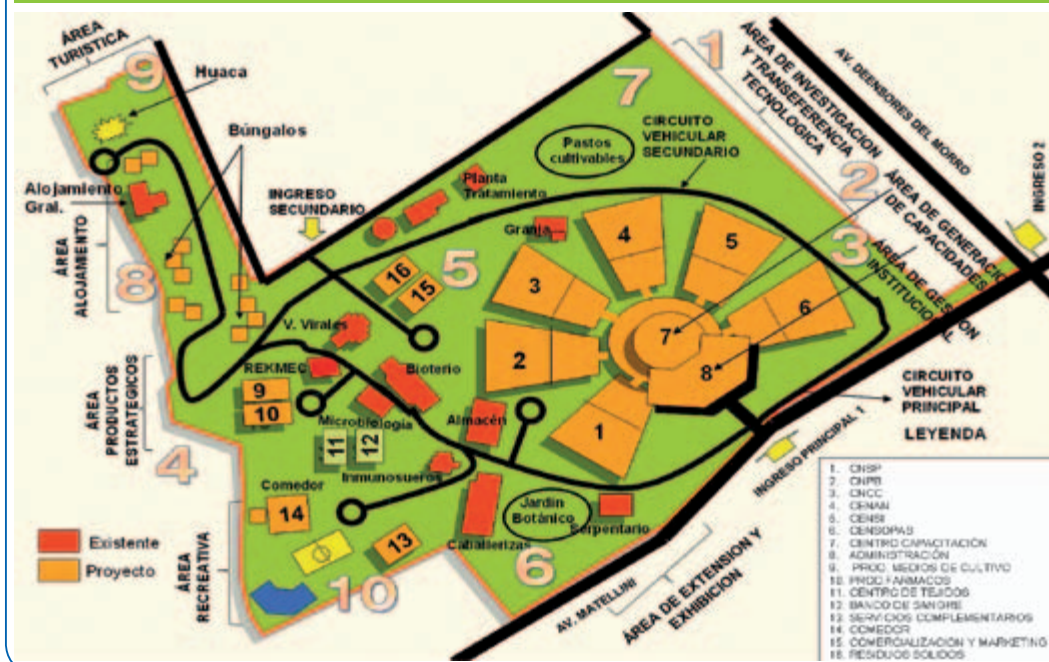 ÁREA
TURISTICA
9
Huaca
Búngalos
Alojamiento
Gral.
ÁREA
ALOJAMIENTO
8
INGRESO
SECUNDARIO
7
Pastos
cultivables
CIRCUITO
VEHICULAR
SECUNDARIO
Planta
Tratamiento
Granja
1
ÁREA DE INVESTIGACION
Y TRANSEFERENCIA
TECNOLOGICA
AV. DEENSORES DEL MORRO
2
ÁREA DE GENERACION
DE CAPACIDADES
3
ÁREA DE GESTION
INSTITUCIONAL
INGRESO 2
5
16
15
4
5
3
6
2
7
8
1
V. Virales
REKMEC
Bioterio
9
10
Microbiología
11
12
Almacén
Inmunosueros
ÁREA
PRODUCTOS
ESTRATEGICOS
4
Comedor
14
13
Caballerizas
Jardín
Botánico
Serpentario
6
10
ÁREA
RECREATIVA
Existente
Proyecto
AV. MATELLINI
ÁREA DE EXTENSION Y
EXHIBICION
INGRESO PRINCIPAL 1
CIRCUITO
VEHICULAR
PRINCIPAL
LEYENDA
1. CNSP
2. CNPB
3. CNCC
4. CENAN
5. CENSI
6. CENSOPAS
7. CENTRO CAPACITACIÓN
8. ADMINISTRACIÓN
9. PROD. MEDIOS DE CULTIVO
10. PROD.FARMACOS
11. CENTRO DE TEJIDOS
12. BANCO DE SANGRE
13. SERVICIOS COMPLEMENTARIOS
14. COMEDOR
15. COMERCIALIZACION Y MARKETING
16. RESIDUOS SOLIDOS